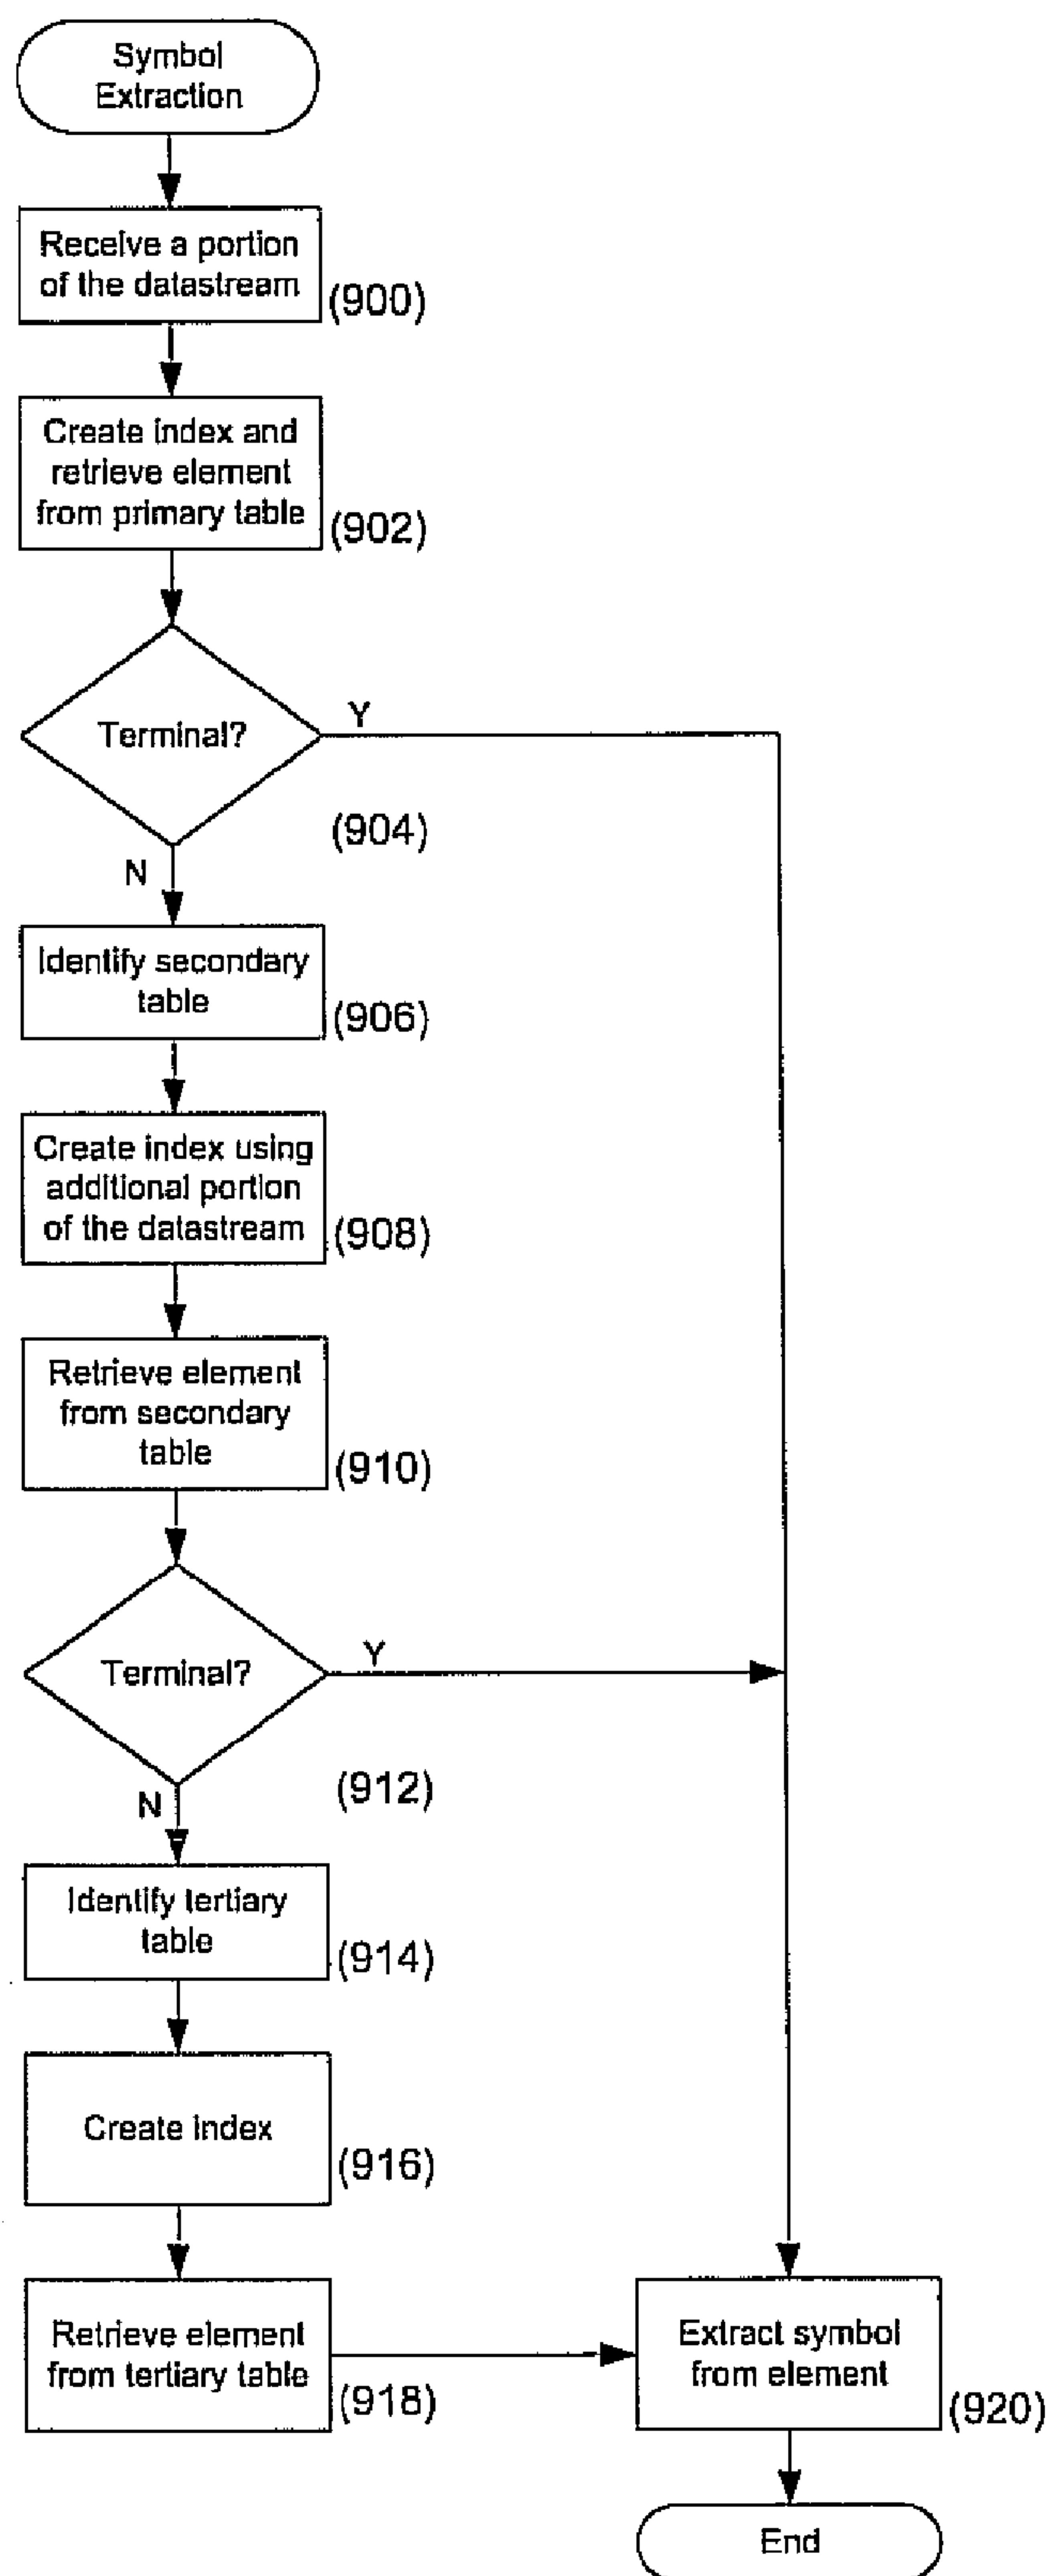 Symbol
Extraction
Receive a portion
of the datastream
(900)
Create index and
retrieve element
from primary table
(902)
Terminal?
Y
(904)
N
Identify secondary
table
(906)
Create index using
additional portion
of the datastream
(908)
Retrieve element
from secondary
table
(910)
Terminal?
Y
(912)
N
Identify tertiary
table
(914)
Create index
(916)
Retrieve element
from tertiary table
(918)
Extract symbol
from element
(920)
End